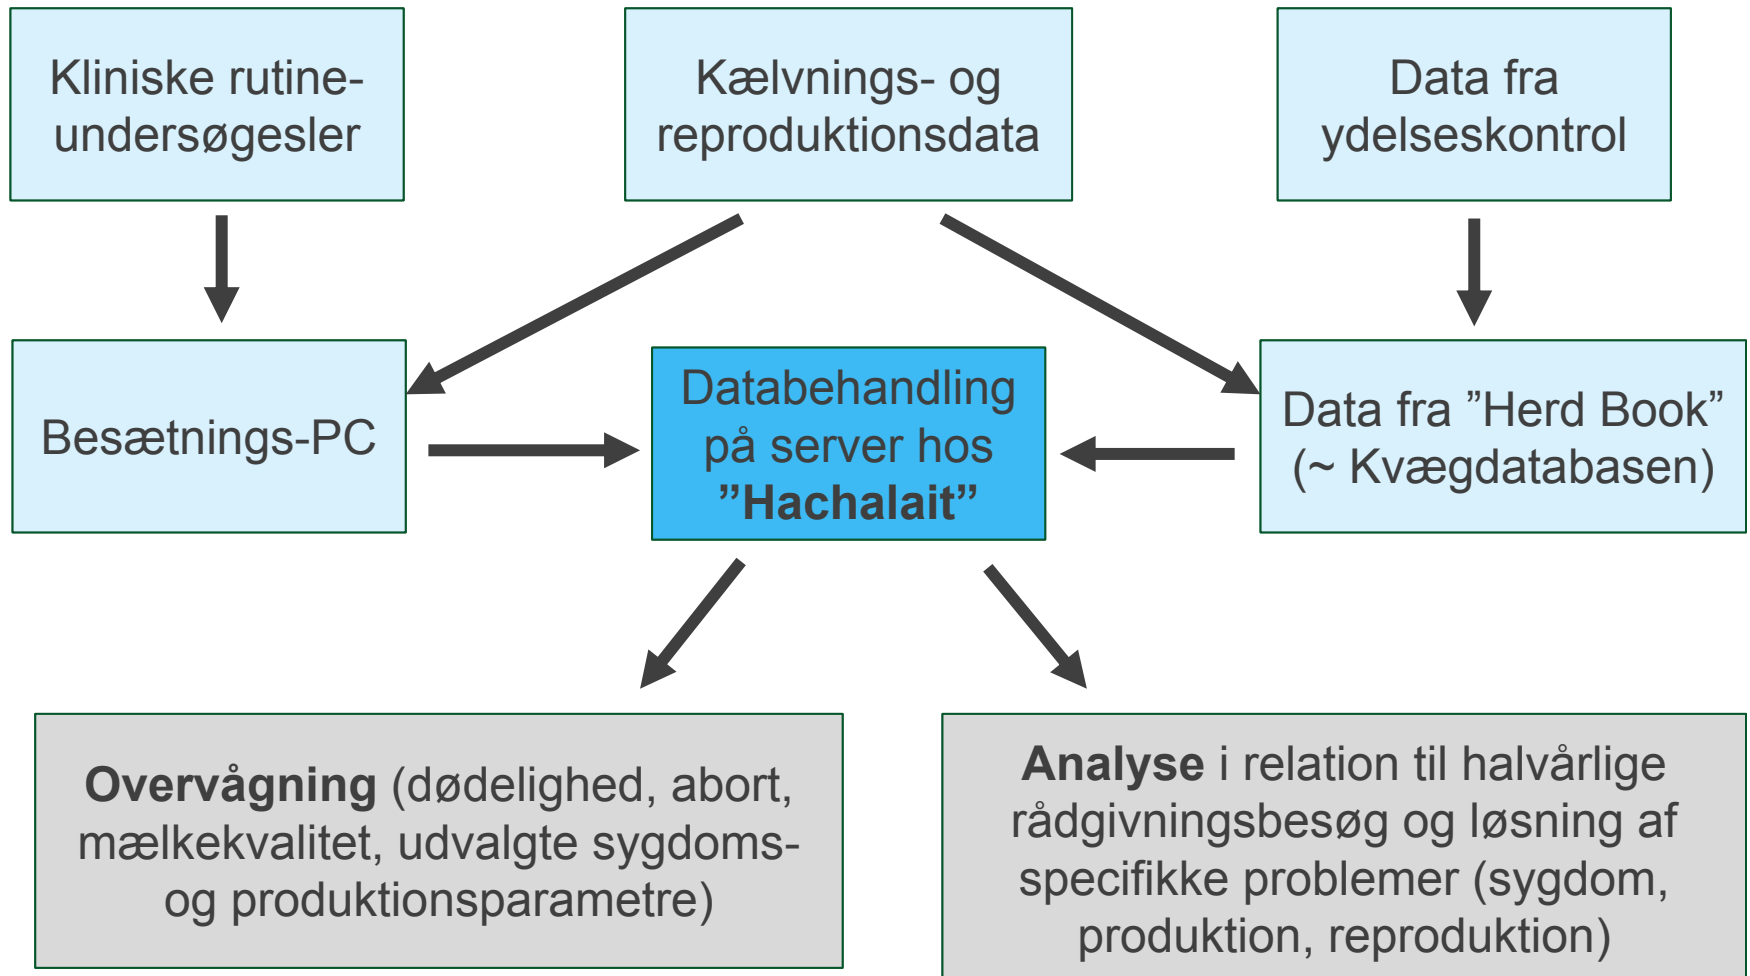 Kliniske rutine-
undersøgesler
Kælvnings- og
reproduktionsdata
Data fra
ydelseskontrol
Besætnings-PC
Databehandling
på server hos
”Hachalait”
Data fra ”Herd Book”
(~ Kvægdatabasen)
Overvågning (dødelighed, abort,
mælkekvalitet, udvalgte sygdoms-
og produktionsparametre)
Analyse i relation til halvårlige
rådgivningsbesøg og løsning af
specifikke problemer (sygdom,
produktion, reproduktion)